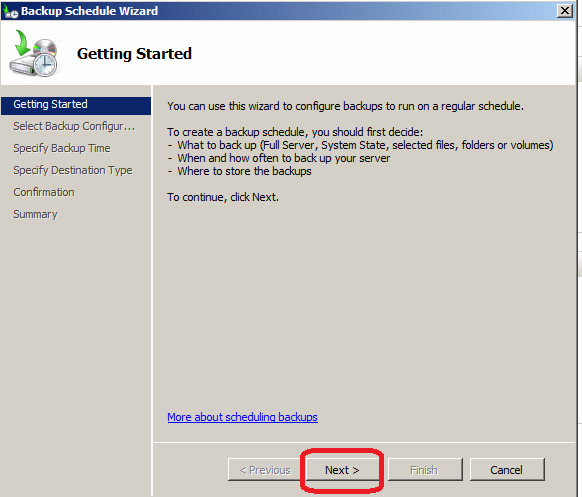 Backup Schedule Wizard
Getting Started
Getting Started
Select Backup Configur...
Specify Backup Time
Specify Destination Type
Confirmation
Summary
You can use this wizard to configure backups to run on a regular schedule.
To create a backup schedule, you should first decide:
- What to back up (Full Server, System State, selected files, folders or volumes)
- When and how often to back up your server
- Where to store the backups
To continue, click Next.
More about scheduling backups
< Previous Next > Finish Cancel